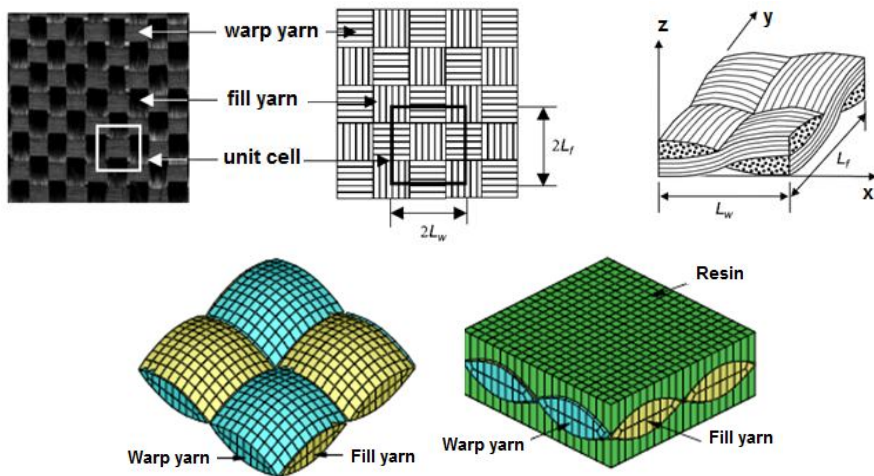 warp yarn
fill yarn
unit cell
2L_f
2L_w
z
y
x
L_f
L_w
Resin
Warp yarn
Fill yarn
Warp yarn
Fill yarn